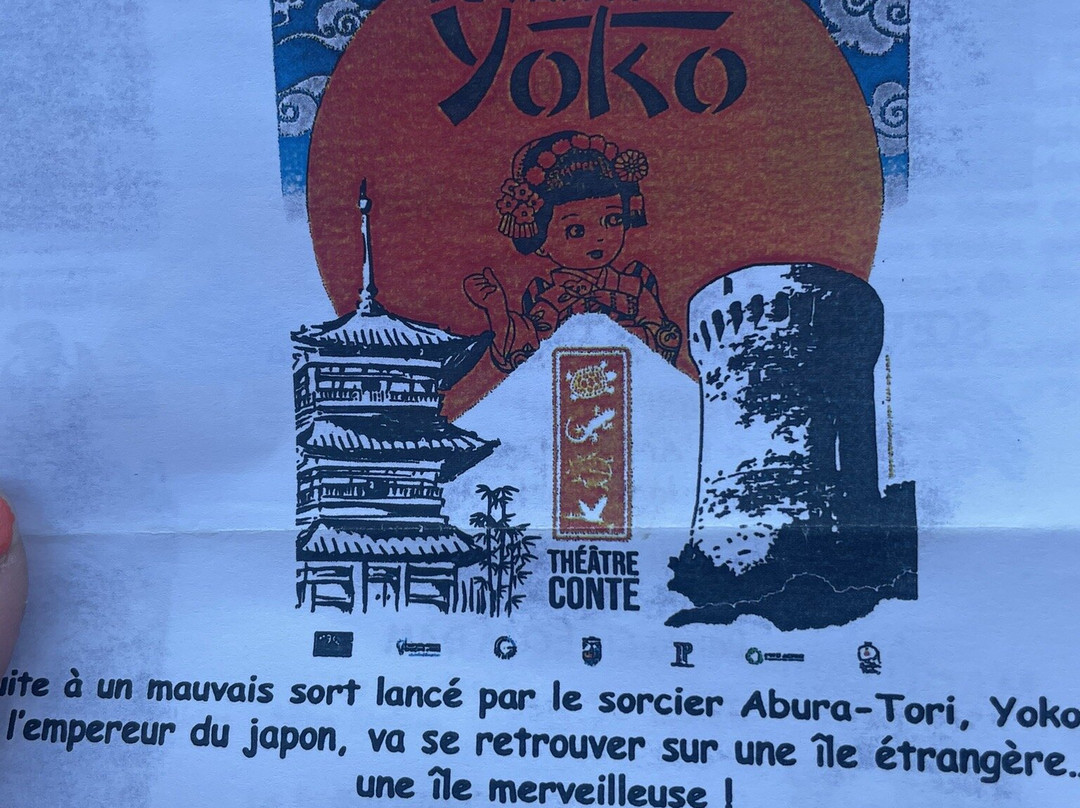 Yoko
THÉÂTRE
CONTE
uite à un mauvais sort lancé par le sorcier Abura-Tori, Yoko
l'empereur du japon, va se retrouver sur une île étrangère..
une île merveilleuse !